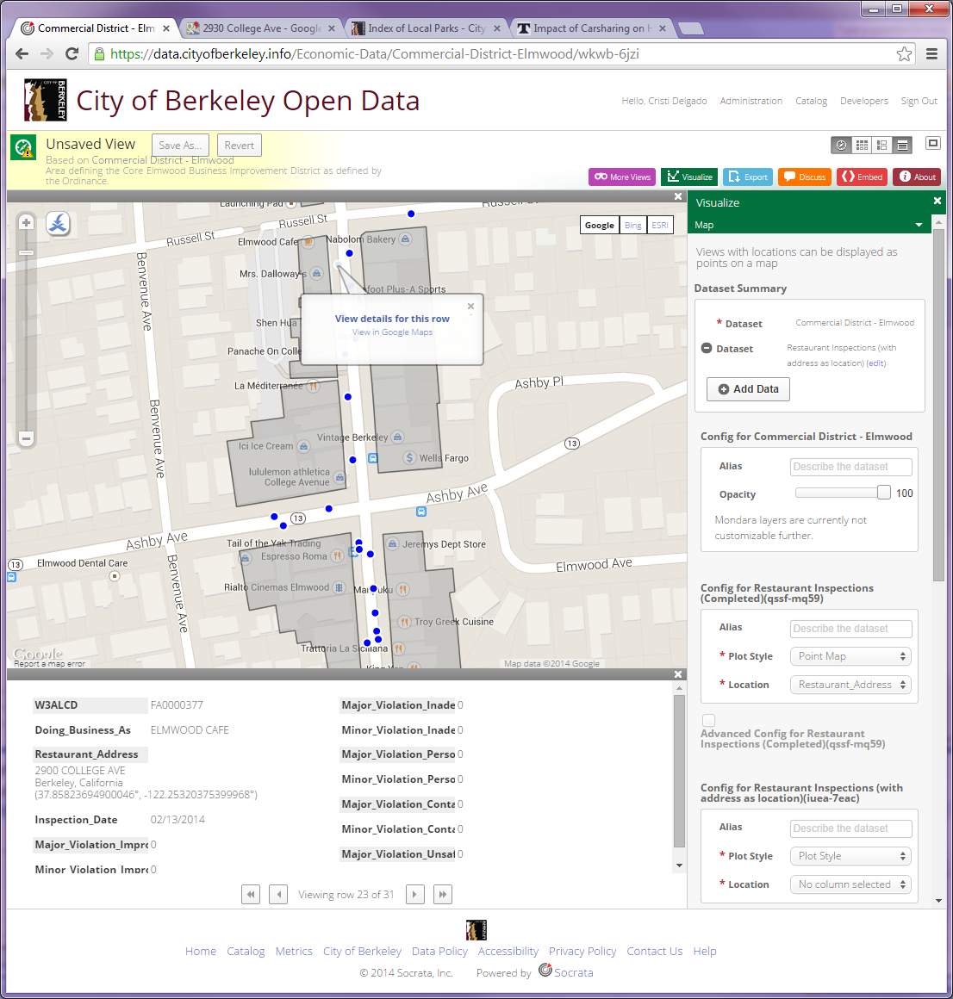 Commercial District - Elm
2930 College Ave - Google
Index of Local Parks - City
Impact of Carsharing on H
https://data.cityofberkeley.info/Economic-Data/Commercial-District-Elmwood/wkwb-6jzi
CITY OF BERKELEY
City of Berkeley Open Data
Hello, Cristi Delgado Administration Catalog Developers Sign Out
Unsaved View Save As... Revert
Based on Commercial District - Elmwood
Area defining the Core Elmwood Business Improvement District as defined by
the Ordinance.
More Views Visualize Export Discuss Embed About
Launching Pad
Russell St
Russell St
Google Bing ESRI
Elmwood Cafe
Nabolom Bakery
Mrs. Dalloway's
foot Plus-A Sports
Benvenue Ave
View details for this row
View in Google Maps
Shen Hua
Panache On Colle
La Méditerranée
Ashby Pl
Benvenue Ave
Vintage Berkeley
Ici Ice Cream
13
Wells Fargo
lululemon athletica
College Avenue
Ashby Ave
13
Ashby Ave
Tail of the Yak Trading
Jeremys Dept Store
Espresso Roma
13
Elmwood Dental Care
Elmwood Ave
Benvenue Ave
Rialto Cinemas Elmwood
Troy Greek Cuisine
Trattoria La Siciliana
Google
Report a map error
Map data ©2014 Google
Visualize
Map
Views with locations can be displayed as
points on a map
Dataset Summary
* Dataset Commercial District - Elmwood
Dataset Restaurant Inspections (with
address as location) (edit)
Add Data
Config for Commercial District - Elmwood
Alias Describe the dataset
Opacity 100
Mondara layers are currently not
customizable further.
Config for Restaurant Inspections
(Completed)(qssf-mq59)
Alias Describe the dataset
* Plot Style Point Map
* Location Restaurant_Address
Advanced Config for Restaurant
Inspections (Completed)(qssf-mq59)
Config for Restaurant Inspections (with
address as location)(iuea-7eac)
Alias Describe the dataset
* Plot Style Plot Style
* Location No column selected
W3ALCD FA0000377
Doing_Business_As ELMWOOD CAFE
Restaurant_Address
2900 COLLEGE AVE
Berkeley, California
(37.85823694900046°, -122.25320375399968°)
Inspection_Date 02/13/2014
Major_Violation_Impro 0
Minor_Violation_Impro 0
Major_Violation_Inade 0
Minor_Violation_Inade 0
Major_Violation_Perso 0
Minor_Violation_Perso 0
Major_Violation_Conta 0
Minor_Violation_Conta 0
Major_Violation_Unsaf 0
Viewing row 23 of 31
Home Catalog Metrics City of Berkeley Data Policy Accessibility Privacy Policy Contact Us Help
© 2014 Socrata, Inc. Powered by Socrata